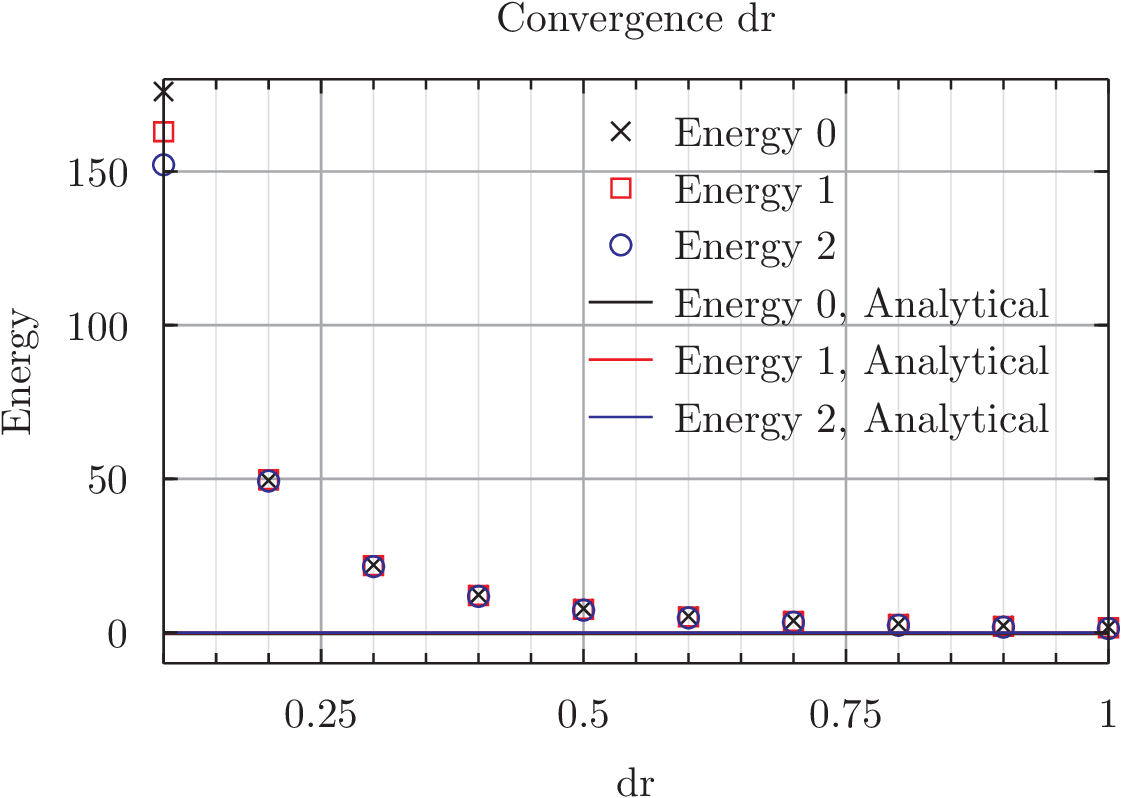 Convergence dr
Energy 0
Energy 1
Energy 2
Energy 0, Analytical
Energy 1, Analytical
Energy 2, Analytical
Energy
150
100
50
0
0.25 0.5 0.75 1
dr